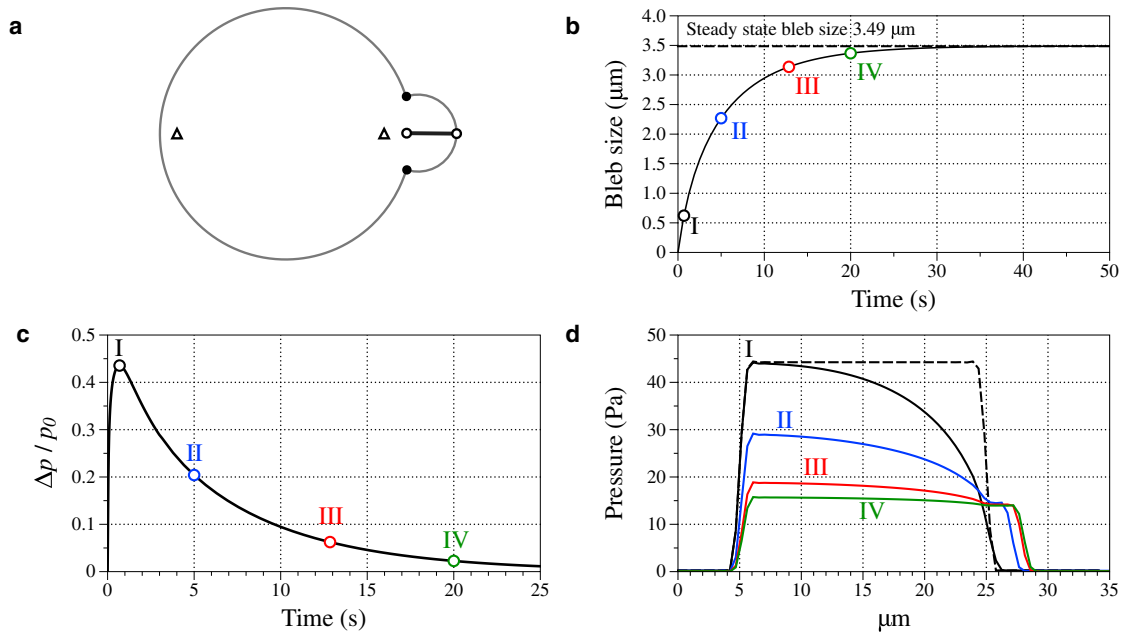 a
b
Steady state bleb size 3.49 μm
Bleb size (μm)
4.0
3.5
3.0
2.5
2.0
1.5
1.0
0.5
0
I
II
III
IV
0 10 20 30 40 50
Time (s)
c
Δp / p0
0.5
0.4
0.3
0.2
0.1
0
I
II
III
IV
0 5 10 15 20 25
Time (s)
d
Pressure (Pa)
50
40
30
20
10
0
I
II
III
IV
0 5 10 15 20 25 30 35
μm